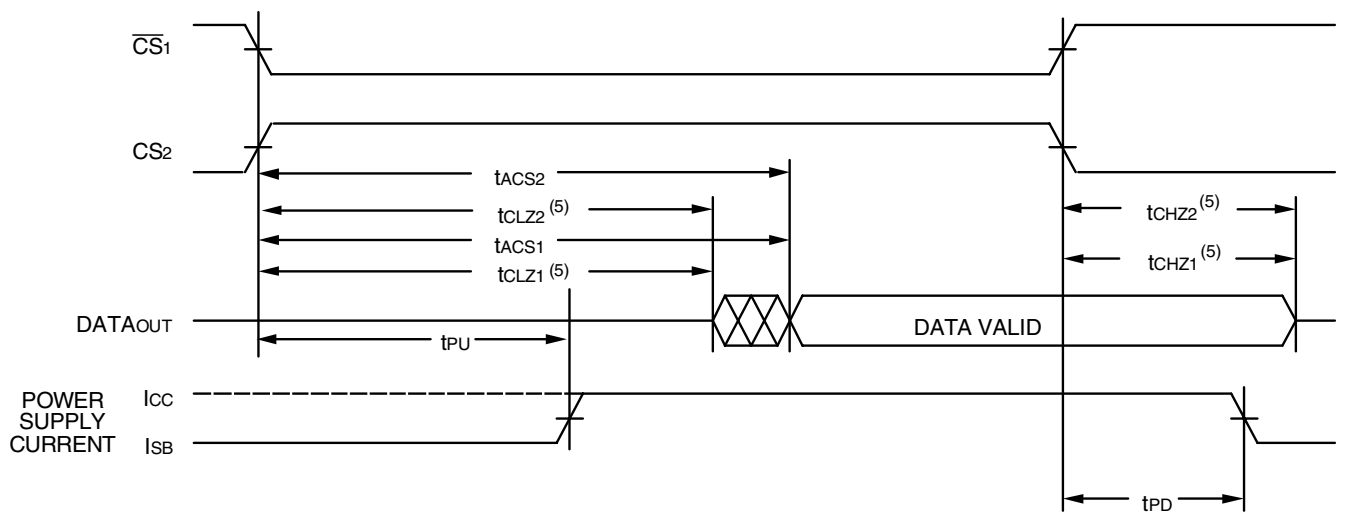 CS1
CS2
tACS2
tCLZ2 (5)
tACS1
tCLZ1 (5)
tCHZ2 (5)
tCHZ1 (5)
DATAOUT
DATA VALID
tPU
POWER SUPPLY CURRENT
ICC
ISB
tPD